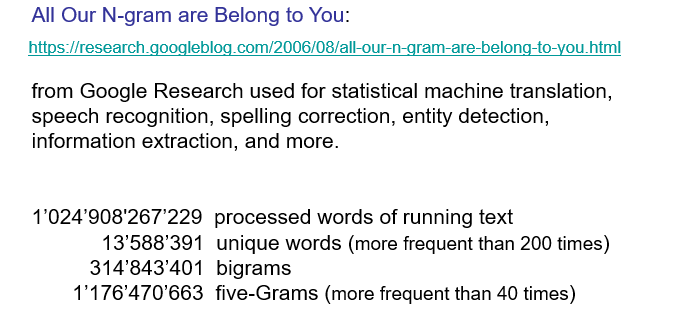 All Our N-gram are Belong to You:
https://research.googleblog.com/2006/08/all-our-n-gram-are-belong-to-you.html
from Google Research used for statistical machine translation,
speech recognition, spelling correction, entity detection,
information extraction, and more.
1’024’908'267’229 processed words of running text
13’588’391 unique words (more frequent than 200 times)
314’843’401 bigrams
1’176’470’663 five-Grams (more frequent than 40 times)